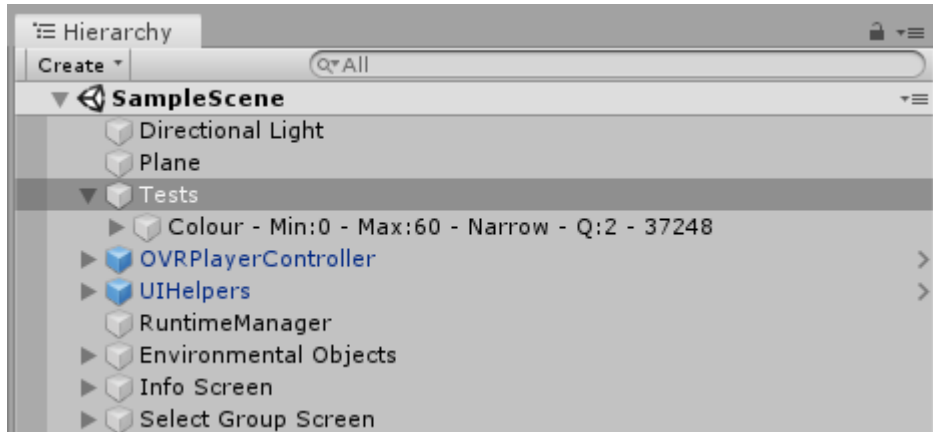 Hierarchy
Create All
SampleScene
Directional Light
Plane
Tests
Colour - Min:0 - Max:60 - Narrow - Q:2 - 37248
OVRPlayerController
UIHelpers
RuntimeManager
Environmental Objects
Info Screen
Select Group Screen